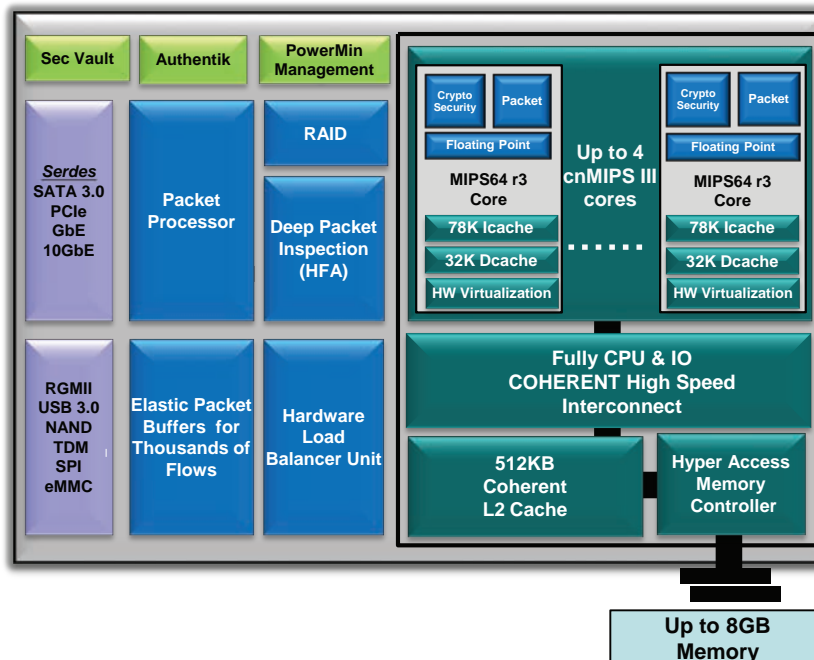 Sec Vault
Authentik
PowerMin
Management
Serdes
SATA 3.0
PCIe
GbE
10GbE
Packet
Processor
RAID
Deep Packet
Inspection
(HFA)
RGMII
USB 3.0
NAND
TDM
SPI
eMMC
Elastic Packet
Buffers for
Thousands of
Flows
Hardware
Load
Balancer Unit
Crypto
Security
Packet
Floating Point
MIPS64 r3
Core
78K Icache
32K Dcache
HW Virtualization
Up to 4
cnMIPS III
cores
......
Crypto
Security
Packet
Floating Point
MIPS64 r3
Core
78K Icache
32K Dcache
HW Virtualization
Fully CPU & IO
COHERENT High Speed
Interconnect
512KB
Coherent
L2 Cache
Hyper Access
Memory
Controller
Up to 8GB
Memory